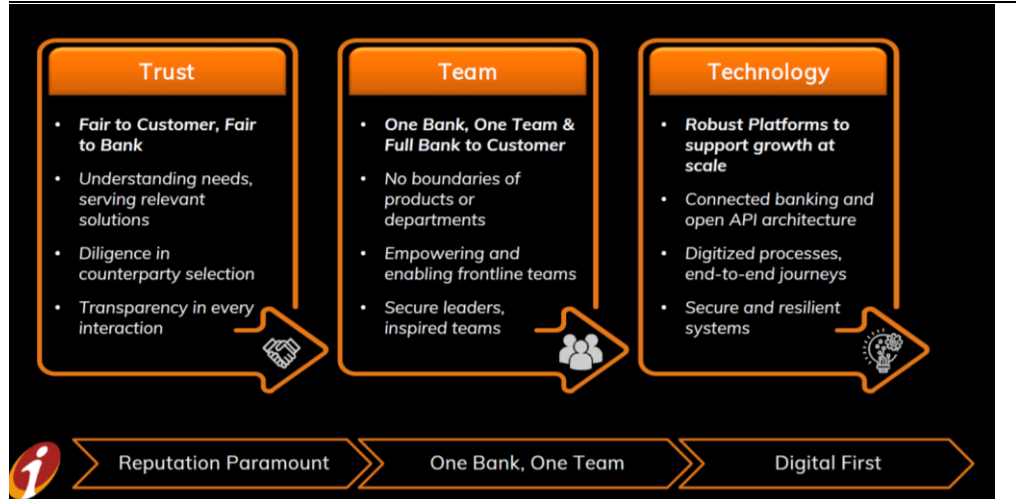 Trust
• Fair to Customer, Fair
to Bank
• Understanding needs,
serving relevant
solutions
• Diligence in
counterparty selection
• Transparency in every
interaction
Team
• One Bank, One Team &
Full Bank to Customer
• No boundaries of
products or
departments
• Empowering and
enabling frontline teams
• Secure leaders,
inspired teams
Technology
• Robust Platforms to
support growth at
scale
• Connected banking and
open API architecture
• Digitized processes,
end-to-end journeys
• Secure and resilient
systems
Reputation Paramount
One Bank, One Team
Digital First